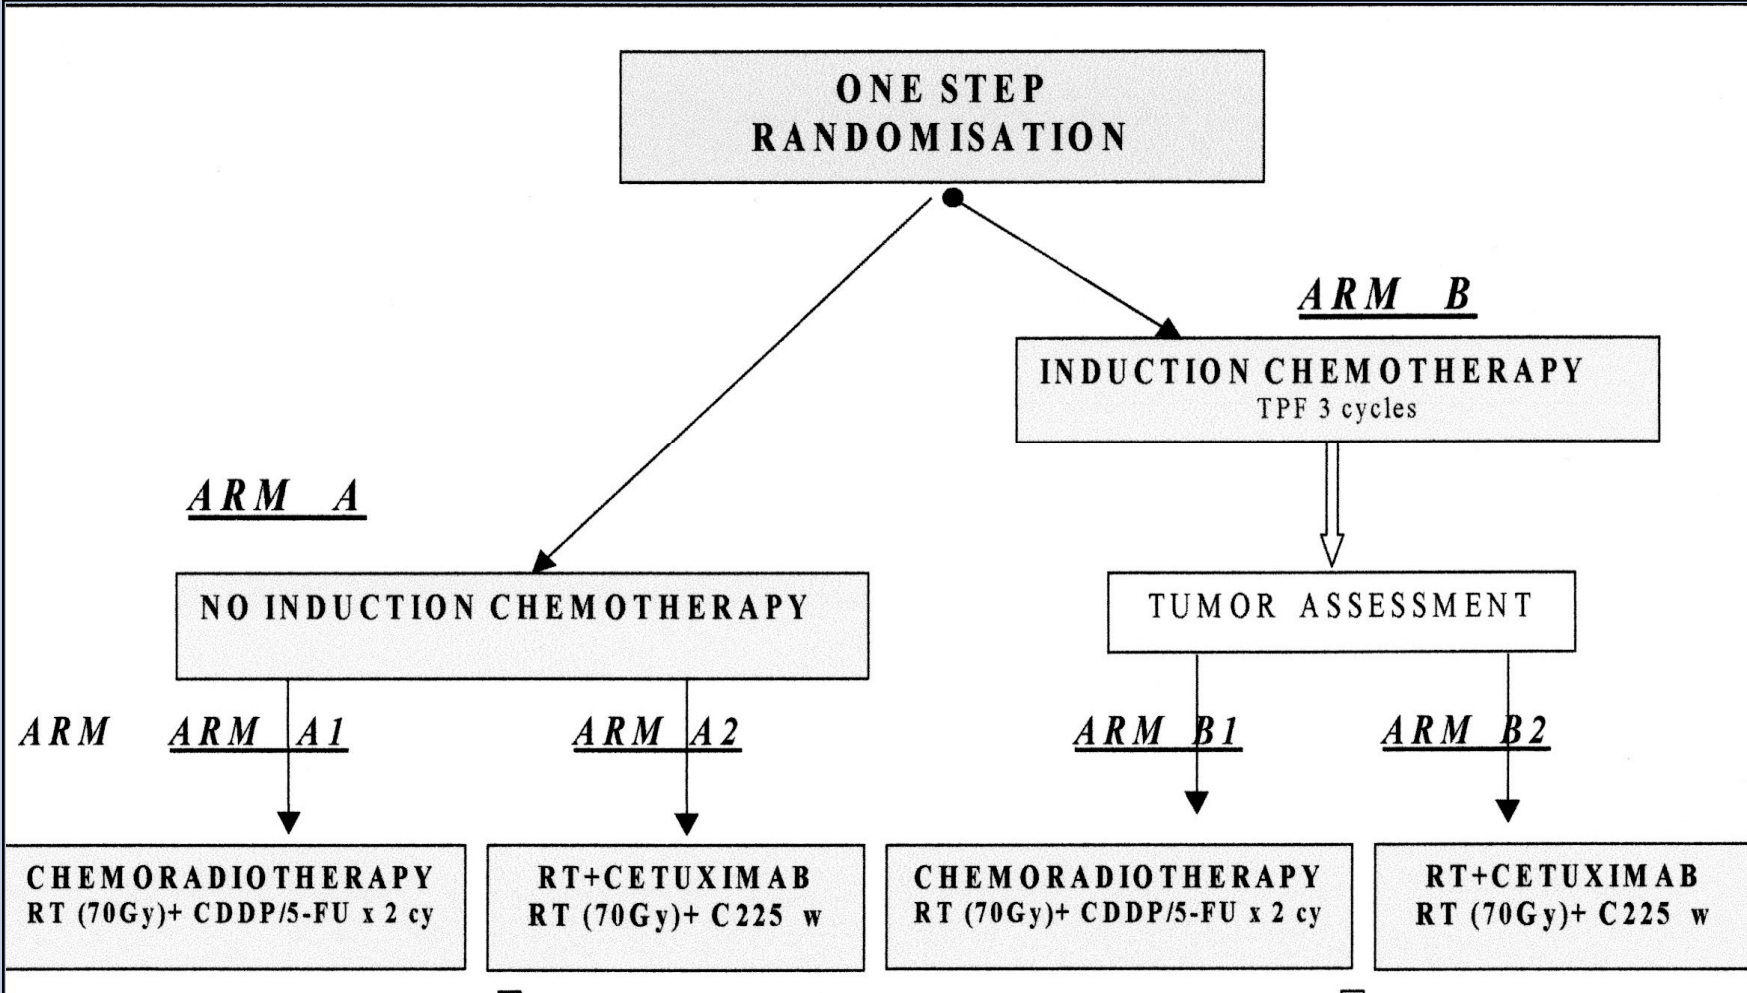 ONE STEP
RANDOMISATION
ARM B
INDUCTION CHEMOTHERAPY
TPF 3 cycles
ARM A
NO INDUCTION CHEMOTHERAPY
TUMOR ASSESSMENT
ARM ARM A1 ARM A2 ARM B1 ARM B2
CHEMORADIOTHERAPY
RT (70Gy)+ CDDP/5-FU x 2 cy
RT+CETUXIMAB
RT (70Gy)+ C225 w
CHEMORADIOTHERAPY
RT (70Gy)+ CDDP/5-FU x 2 cy
RT+CETUXIMAB
RT (70Gy)+ C225 w